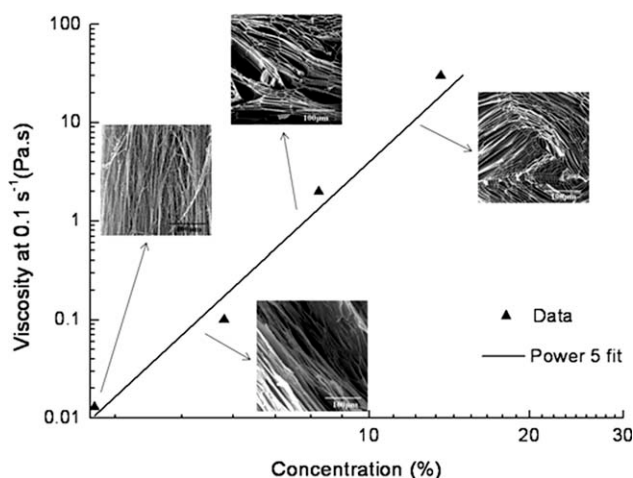 100
10
1
0.1
0.01
Viscosity at 0.1 s⁻¹(Pa.s)
100μm
100μm
100μm
Data
Power 5 fit
10
20
30
Concentration (%)